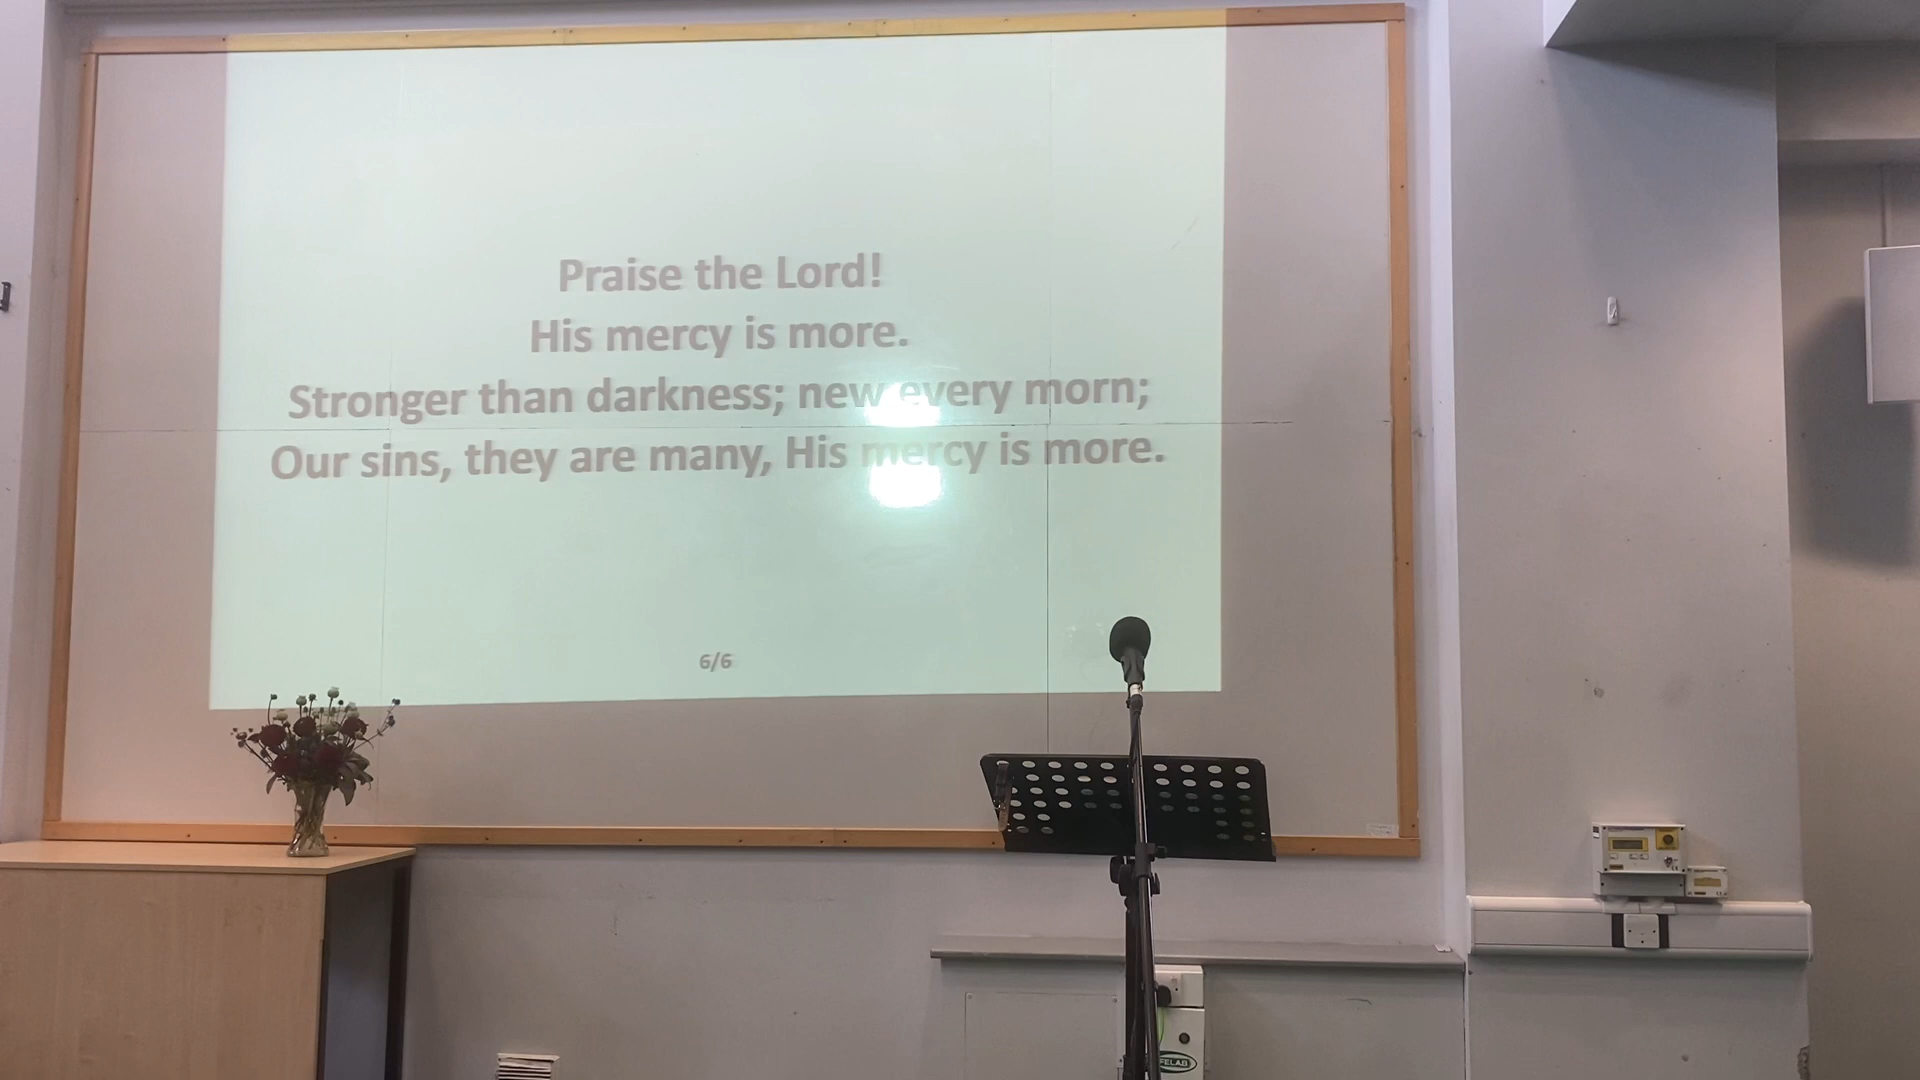 Praise the Lord!
His mercy is more.
Stronger than darkness; new every morn;
Our sins, they are many, His mercy is more.
6/6